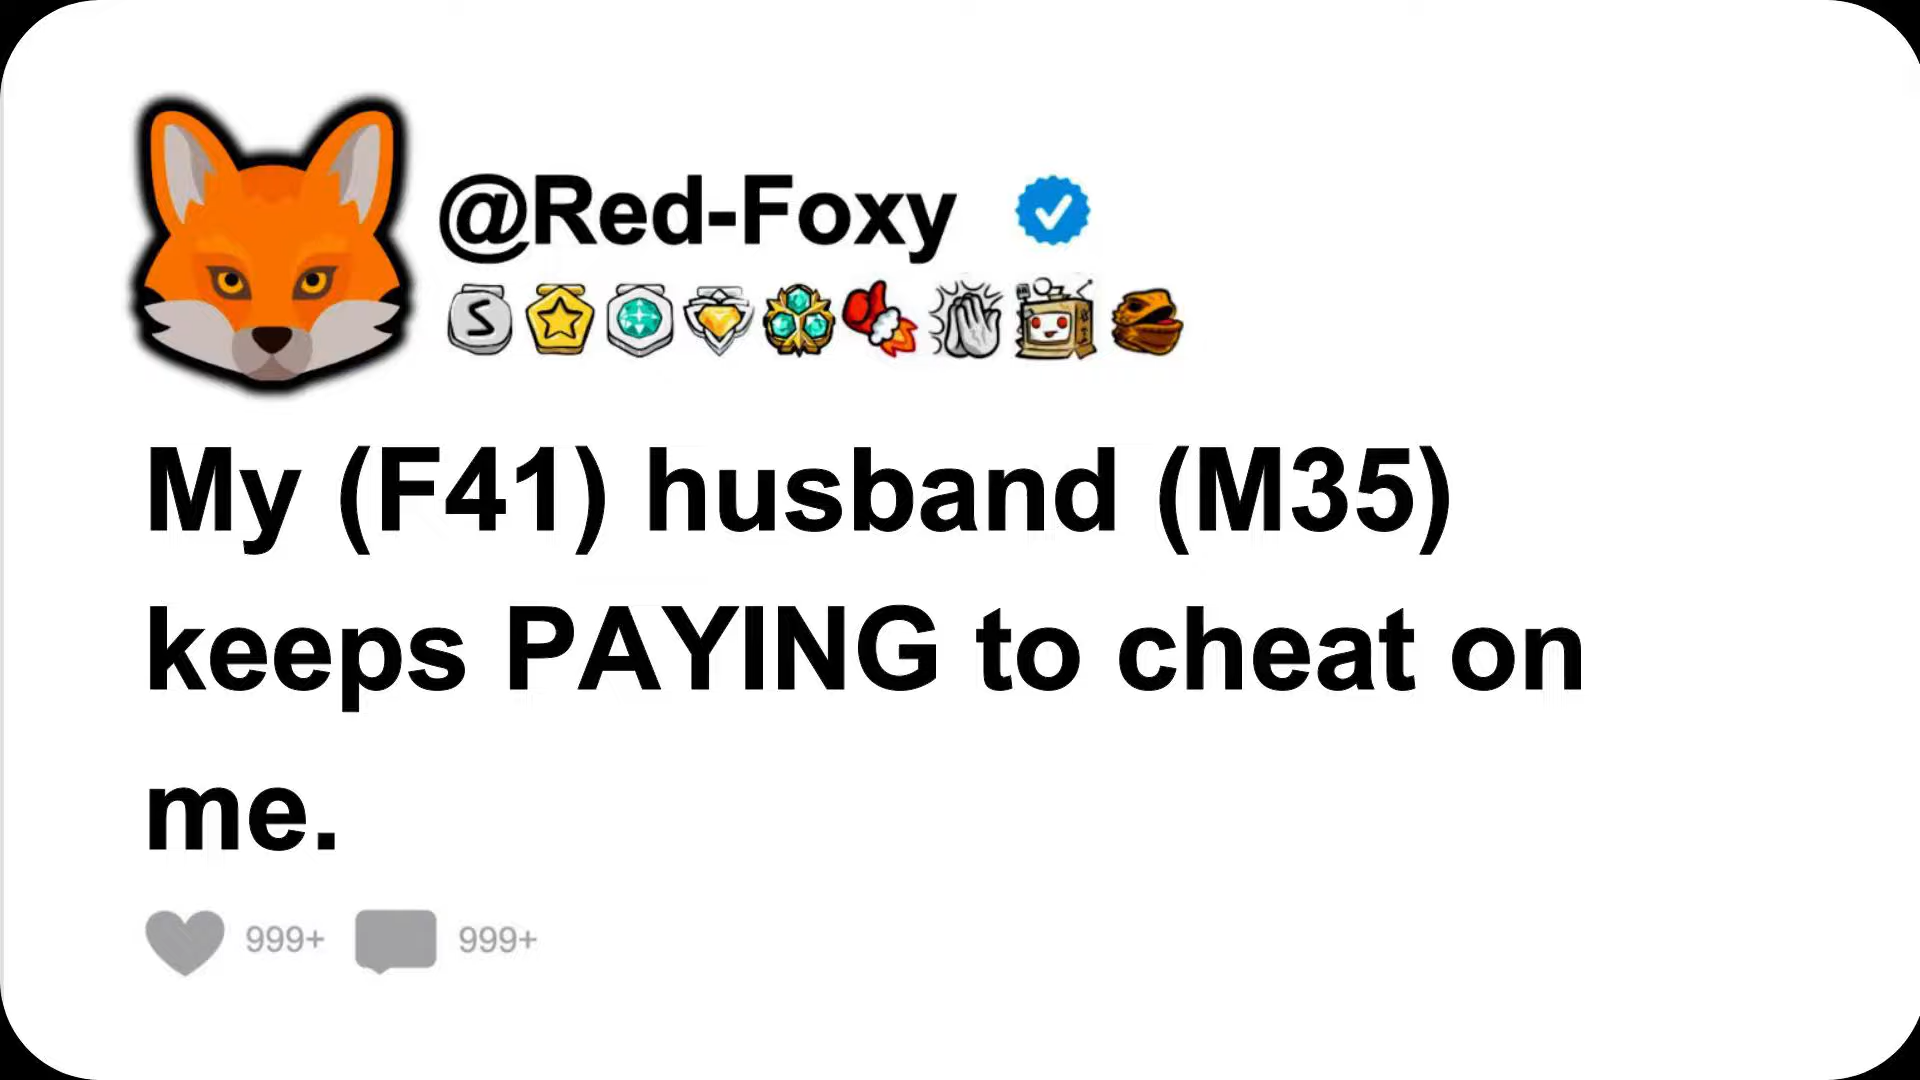 @Red-Foxy
S
My (F41) husband (M35)
keeps PAYING to cheat on
me.
999+ 999+